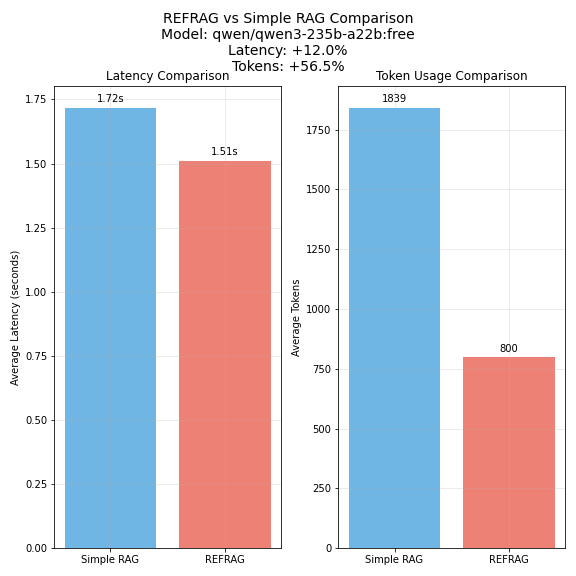 REFRAG vs Simple RAG Comparison
Model: qwen/qwen3-235b-a22b:free
Latency: +12.0%
Tokens: +56.5%
Latency Comparison
Average Latency (seconds)
1.75
1.50
1.25
1.00
0.75
0.50
0.25
0.00
1.72s
1.51s
Simple RAG
REFRAG
Token Usage Comparison
Average Tokens
1750
1500
1250
1000
750
500
250
0
1839
800
Simple RAG
REFRAG